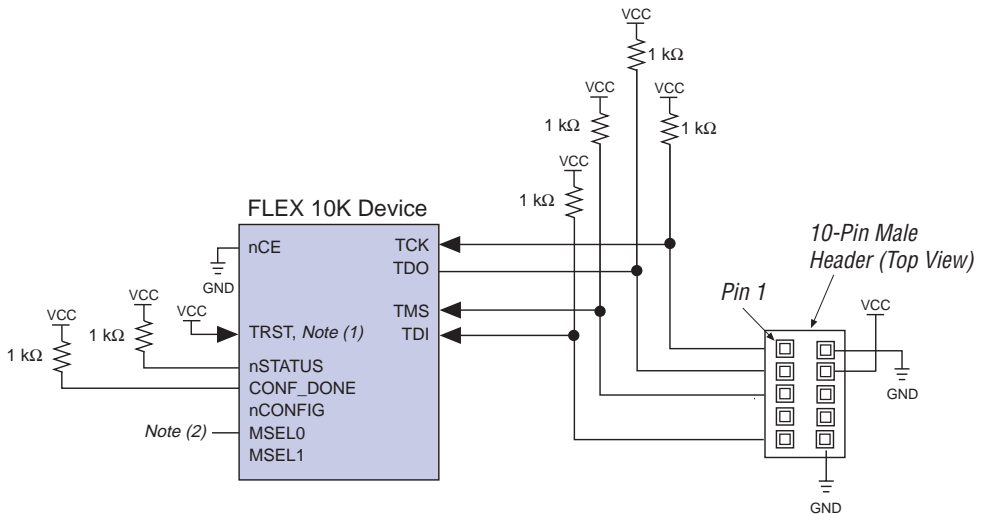 VCC
1 kΩ
VCC
1 kΩ
VCC
1 kΩ
VCC
1 kΩ
FLEX 10K Device
nCE
GND
TCK
TDO
TMS
TDI
VCC
TRST, Note (1)
VCC
1 kΩ
VCC
1 kΩ
nSTATUS
CONF_DONE
nCONFIG
Note (2)
MSEL0
MSEL1
10-Pin Male
Header (Top View)
Pin 1
VCC
GND
GND